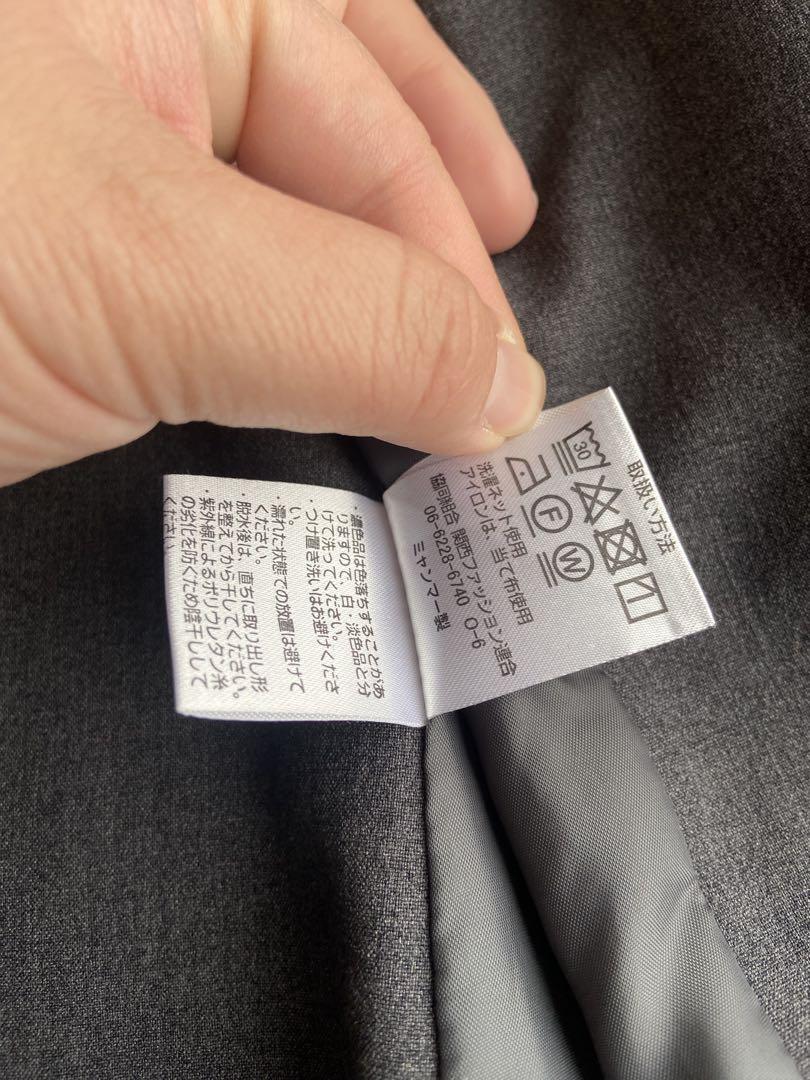 取扱い方法
30
F W
洗濯ネット使用
アイロンは、当て布使用
協同組合 関西ファッション連合
06-6228-6740 O-6
ミャンマー製
・濃色品は色落ちすることがあ
りますので、白・淡色品と分
けて洗ってください。
つけ置き洗いはお避けくださ
い。
・濡れた状態での放置は避けて
ください。
・脱水後は、直ちに取り出し形
を整えてから干してください。
・紫外線によるポリウレタン糸
の劣化を防ぐため陰干しして
ください